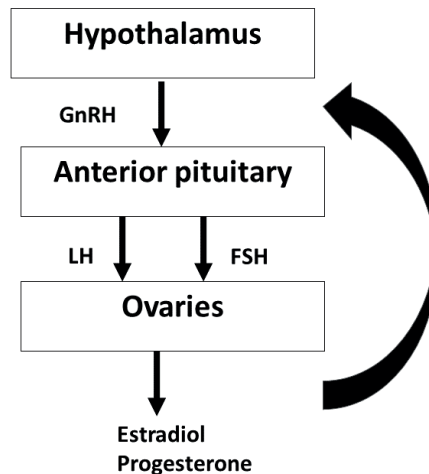 Hypothalamus
GnRH
Anterior pituitary
LH FSH
Ovaries
Estradiol
Progesterone